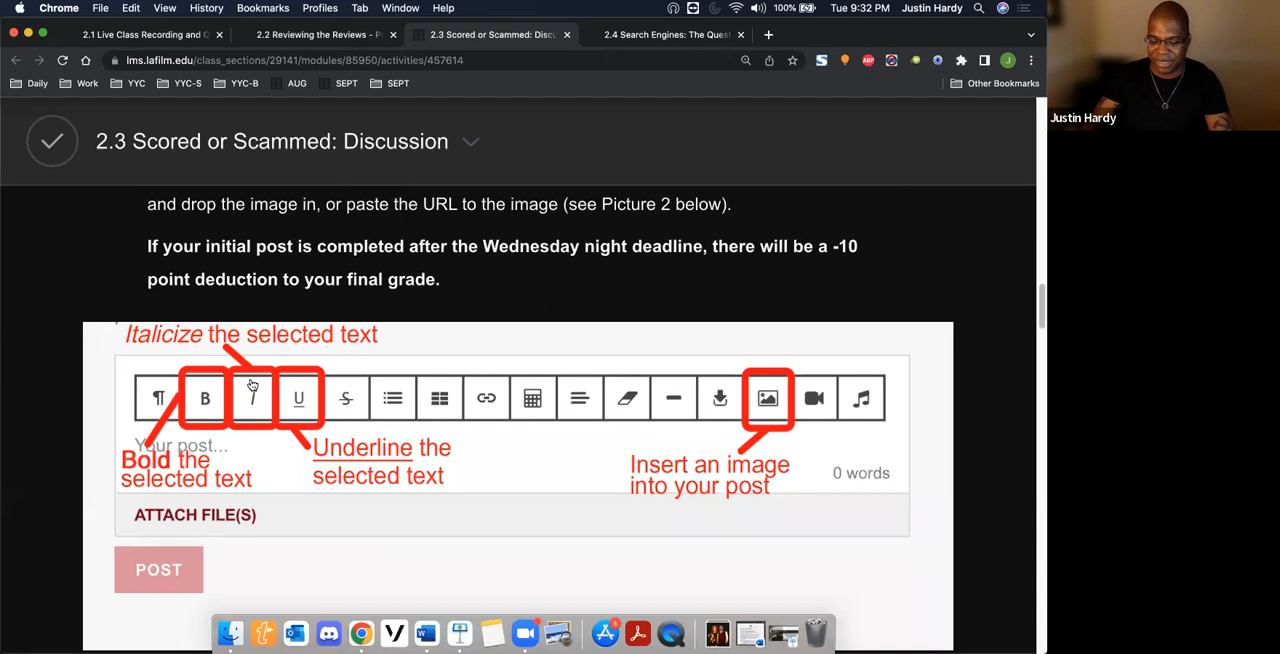 Chrome File Edit View History Bookmarks Profiles Tab Window Help 100% Tue 9:32 PM Justin Hardy
2.1 Live Class Recording and Q 2.2 Reviewing the Reviews - P 2.3 Scored or Scammed: Discu 2.4 Search Engines: The Quest
lms.lafilm.edu/class_sections/29141/modules/85950/activities/457614
ABP J
Daily Work YYC YYC-S YYC-B AUG SEPT SEPT Other Bookmarks
Justin Hardy
2.3 Scored or Scammed: Discussion
and drop the image in, or paste the URL to the image (see Picture 2 below).
If your initial post is completed after the Wednesday night deadline, there will be a -10
point deduction to your final grade.
Italicize the selected text
¶ B I U S
Your post...
Bold the
selected text
Underline the
selected text
Insert an image
into your post
0 words
ATTACH FILE(S)
POST